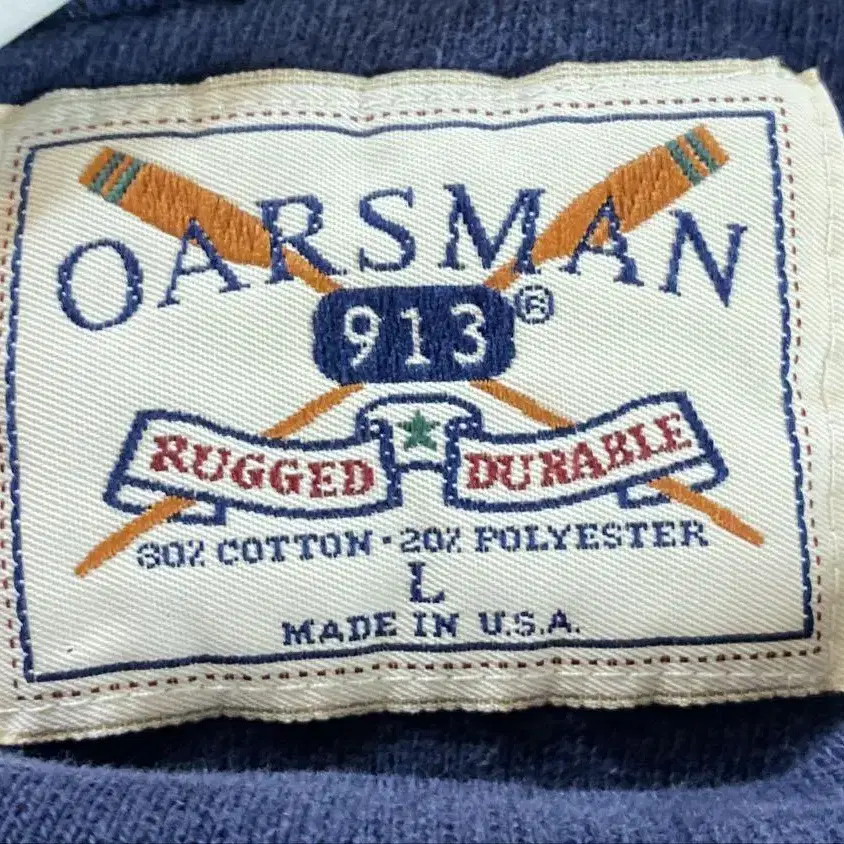 OARSMAN
913®
RUGGED DURABLE
80% COTTON · 20% POLYESTER
L
MADE IN U.S.A.